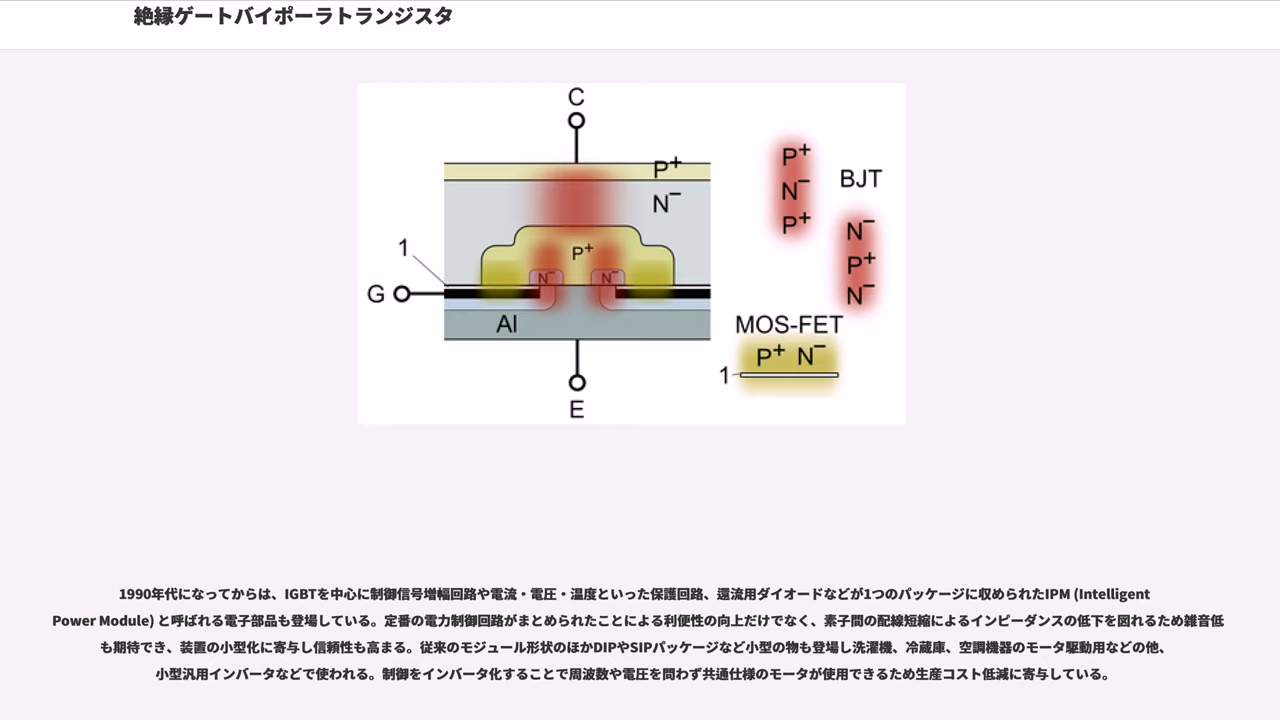 絶縁ゲートバイポーラトランジスタ
C
P+
N−
P+
1
N−
N−
G
Al
E
P+
N−
P+
BJT
N−
P+
N−
MOS-FET
P+ N−
1
1990年代になってからは、IGBTを中心に制御信号増幅回路や電流・電圧・温度といった保護回路、還流用ダイオードなどが1つのパッケージに収められたIPM (Intelligent
Power Module) と呼ばれる電子部品も登場している。定番の電力制御回路がまとめられたことによる利便性の向上だけでなく、素子間の配線短縮によるインピーダンスの低下を図れるため雑音低
も期待でき、装置の小型化に寄与し信頼性も高まる。従来のモジュール形状のほかDIPやSIPパッケージなど小型の物も登場し洗濯機、冷蔵庫、空調機器のモータ駆動用などの他、
小型汎用インバータなどで使われる。制御をインバータ化することで周波数や電圧を問わず共通仕様のモータが使用できるため生産コスト低減に寄与している。